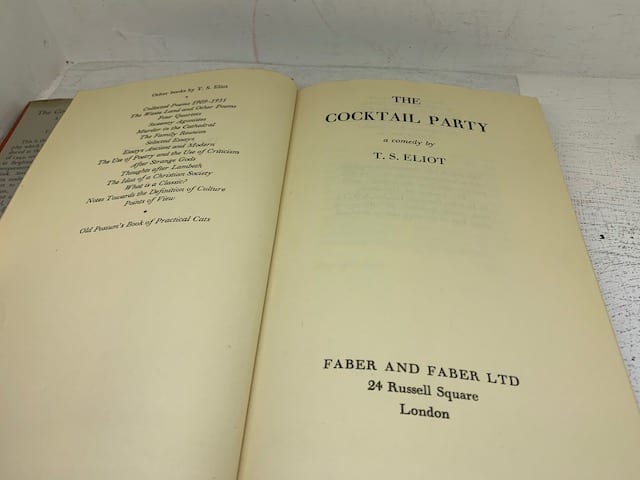 Other books by T. S. Eliot
*
Collected Poems 1909-1935
The Waste Land and Other Poems
Four Quartets
Sweeney Agonistes
Murder in the Cathedral
The Family Reunion
Selected Essays
Essays Ancient and Modern
The Use of Poetry and the Use of Criticism
After Strange Gods
Thoughts after Lambeth
The Idea of a Christian Society
What is a Classic?
Notes Towards the Definition of Culture
Points of View
*
Old Possum's Book of Practical Cats
THE
COCKTAIL PARTY
a comedy by
T. S. ELIOT
FABER AND FABER LTD
24 Russell Square
London